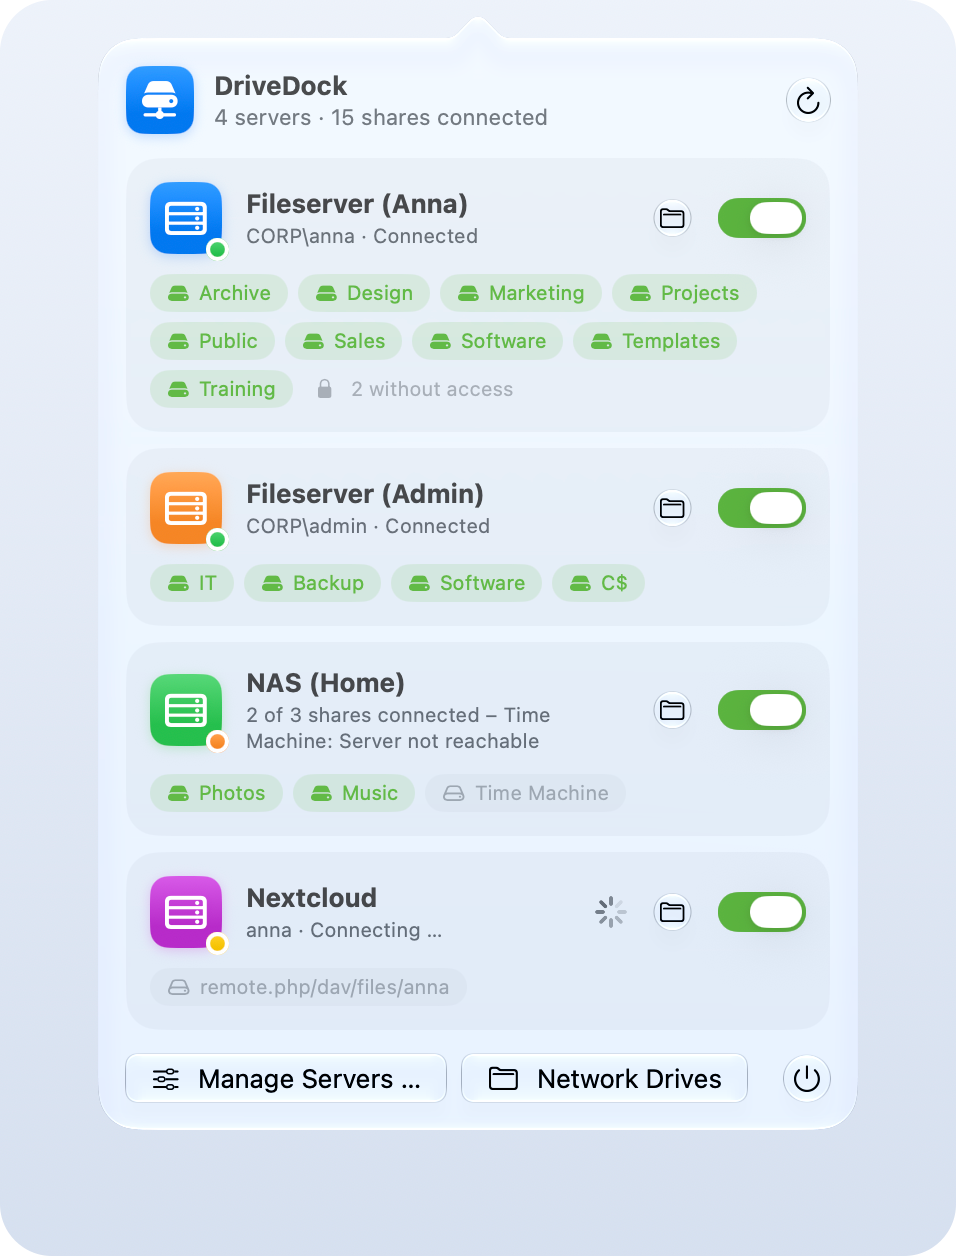 DriveDock
4 servers · 15 shares connected
Fileserver (Anna)
CORP\anna · Connected
Archive Design Marketing Projects
Public Sales Software Templates
Training 2 without access
Fileserver (Admin)
CORP\admin · Connected
IT Backup Software C$
NAS (Home)
2 of 3 shares connected – Time
Machine: Server not reachable
Photos Music Time Machine
Nextcloud
anna · Connecting ...
remote.php/dav/files/anna
Manage Servers ... Network Drives